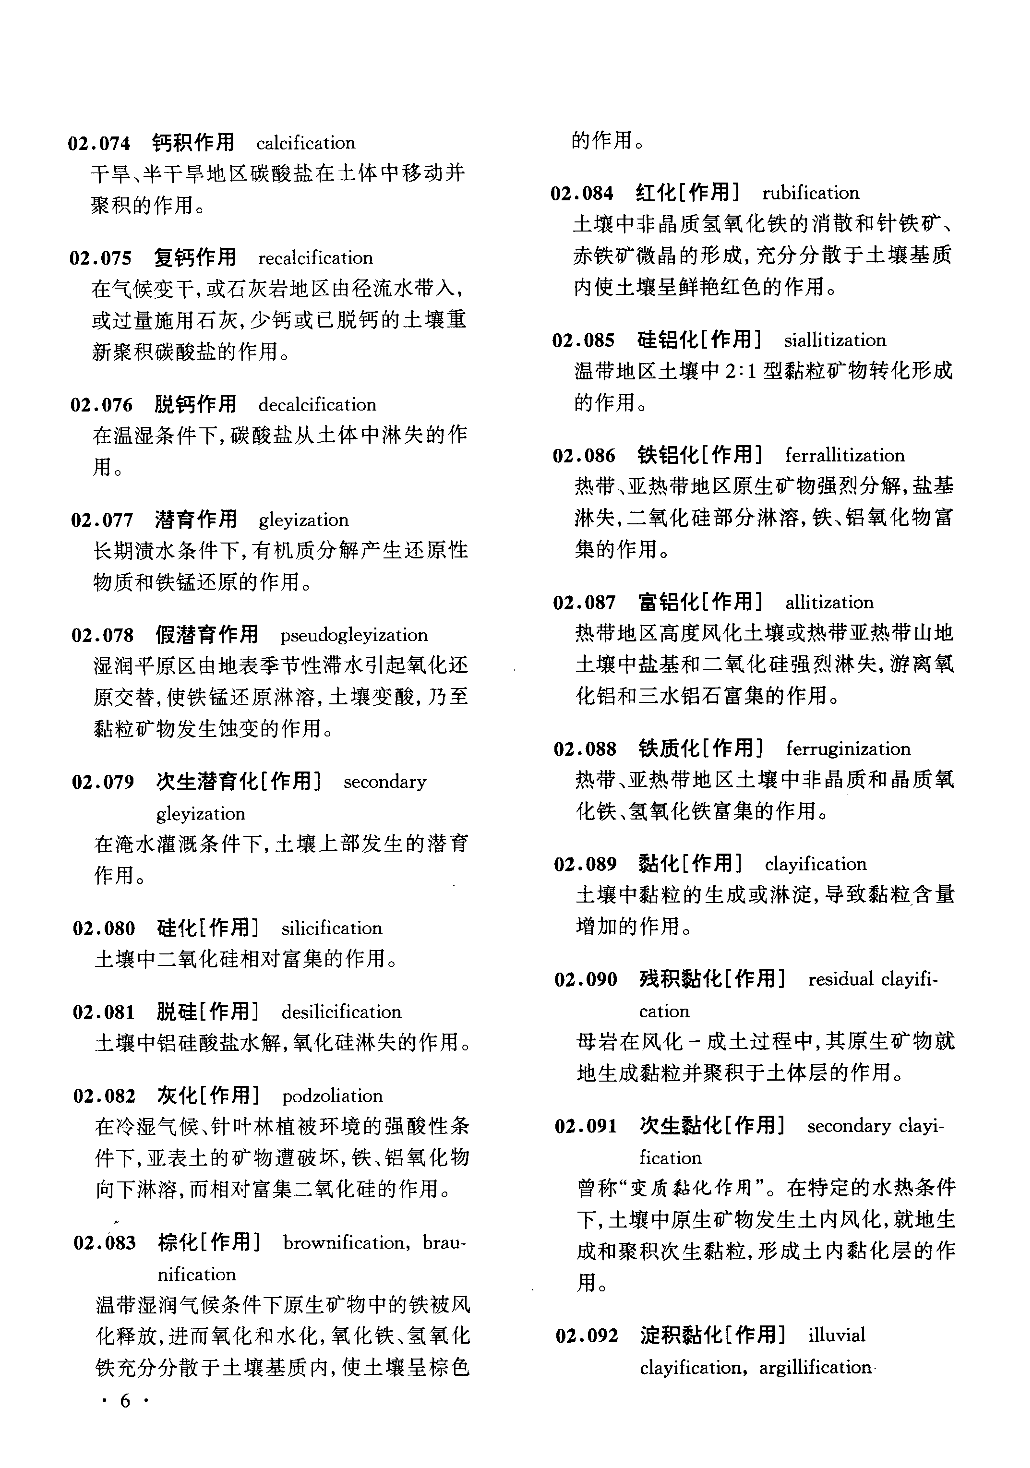 02.074 钙积作用 calcification
干旱、半干旱地区碳酸盐在土体中移动并
聚积的作用。
02.075 复钙作用 recalcification
在气候变干,或石灰岩地区由径流水带入,
或过量施用石灰,少钙或已脱钙的土壤重
新聚积碳酸盐的作用。
02.076 脱钙作用 decalcification
在温湿条件下,碳酸盐从土体中淋失的作
用。
02.077 潜育作用 gleyization
长期渍水条件下,有机质分解产生还原性
物质和铁锰还原的作用。
02.078 假潜育作用 pseudogleyization
湿润平原区由地表季节性滞水引起氧化还
原交替,使铁锰还原淋溶,土壤变酸,乃至
黏粒矿物发生蚀变的作用。
02.079 次生潜育化[作用] secondary
gleyization
在淹水灌溉条件下,土壤上部发生的潜育
作用。
02.080 硅化[作用] silicification
土壤中二氧化硅相对富集的作用。
02.081 脱硅[作用] desilicification
土壤中铝硅酸盐水解,氧化硅淋失的作用。
02.082 灰化[作用] podzoliation
在冷湿气候、针叶林植被环境的强酸性条
件下,亚表土的矿物遭破坏,铁、铝氧化物
向下淋溶,而相对富集二氧化硅的作用。
02.083 棕化[作用] brownification, brau-
nification
温带湿润气候条件下原生矿物中的铁被风
化释放,进而氧化和水化,氧化铁、氢氧化
铁充分分散于土壤基质内,使土壤呈棕色
· 6 ·
的作用。
02.084 红化[作用] rubification
土壤中非晶质氢氧化铁的消散和针铁矿、
赤铁矿微晶的形成,充分分散于土壤基质
内使土壤呈鲜艳红色的作用。
02.085 硅铝化[作用] siallitization
温带地区土壤中2:1型黏粒矿物转化形成
的作用。
02.086 铁铝化[作用] ferrallitization
热带、亚热带地区原生矿物强烈分解,盐基
淋失,二氧化硅部分淋溶,铁、铝氧化物富
集的作用。
02.087 富铝化[作用] allitization
热带地区高度风化土壤或热带亚热带山地
土壤中盐基和二氧化硅强烈淋失,游离氧
化铝和三水铝石富集的作用。
02.088 铁质化[作用] ferruginization
热带、亚热带地区土壤中非晶质和晶质氧
化铁、氢氧化铁富集的作用。
02.089 黏化[作用] clayification
土壤中黏粒的生成或淋淀,导致黏粒含量
增加的作用。
02.090 残积黏化[作用] residual clayifi-
cation
母岩在风化－成土过程中,其原生矿物就
地生成黏粒并聚积于土体层的作用。
02.091 次生黏化[作用] secondary clayi-
fication
曾称“变质黏化作用”。在特定的水热条件
下,土壤中原生矿物发生土内风化,就地生
成和聚积次生黏粒,形成土内黏化层的作
用。
02.092 淀积黏化[作用] illuvial
clayification, argillification